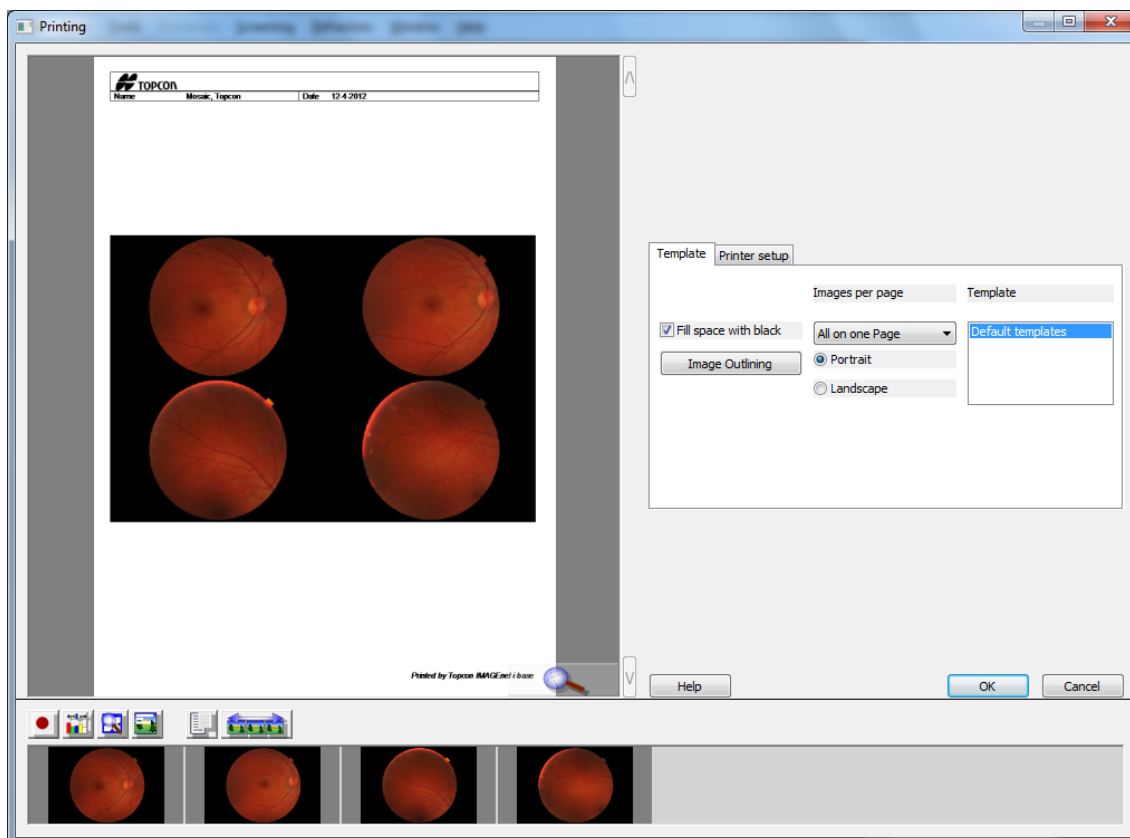 Printing
TOPCON
Name Mosaic, Topcon Date 12-4-2012
Template Printer setup
Images per page Template
Fill space with black All on one Page Default templates
Image Outlining Portrait
Landscape
Printed by Topcon IMAGEnet i-base
Help OK Cancel